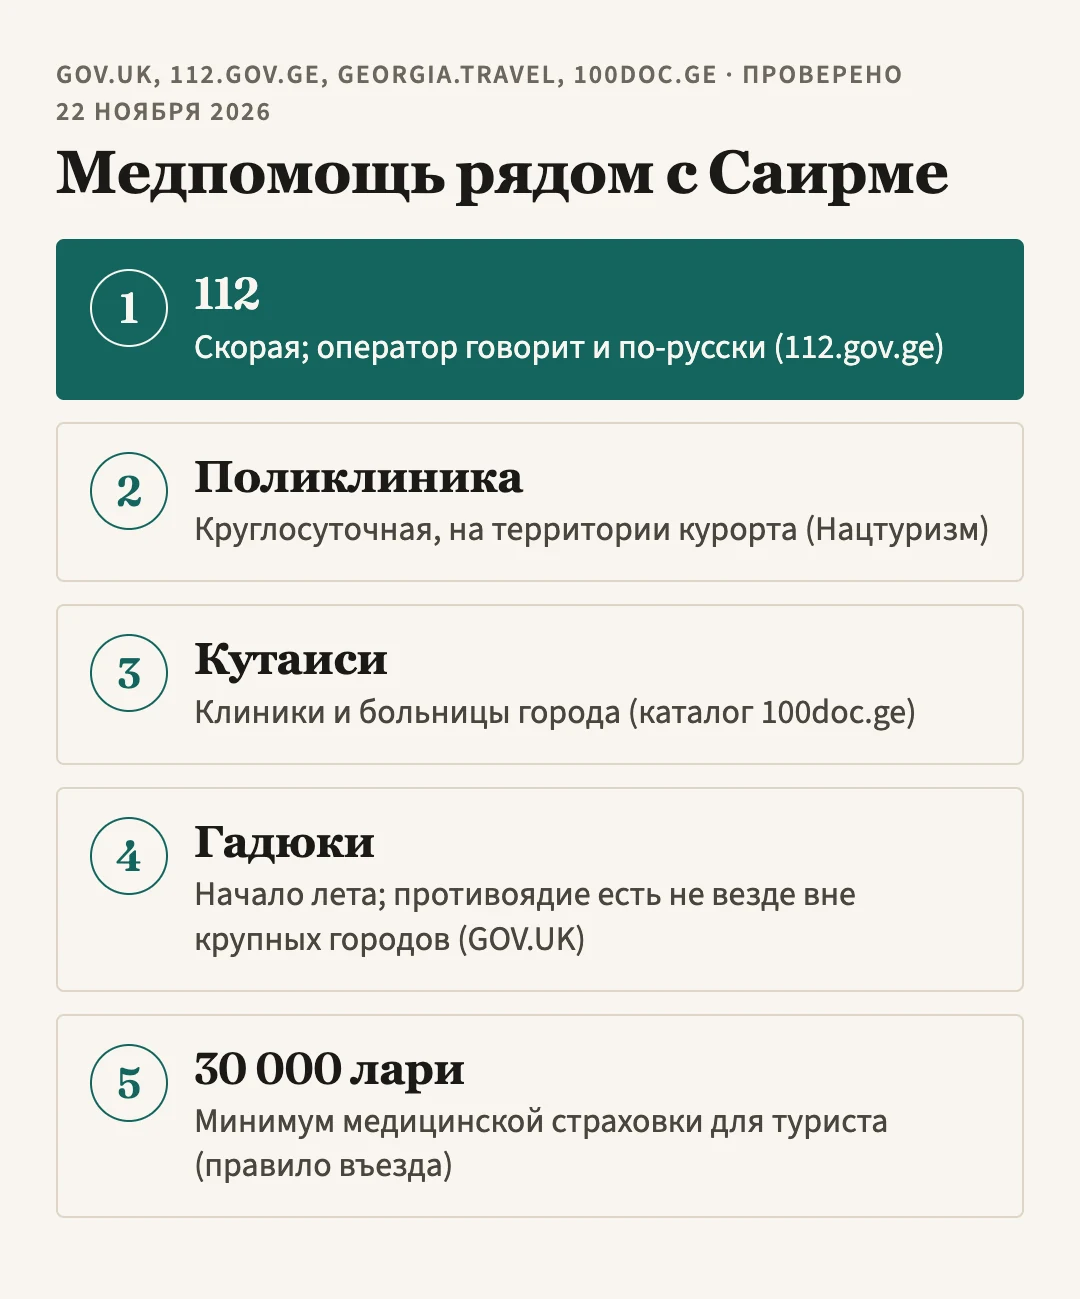 GOV.UK, 112.GOV.GE, GEORGIA.TRAVEL, 100DOC.GE · ПРОВЕРЕНО
22 НОЯБРЯ 2026
Медпомощь рядом с Саирме
1
112
Скорая; оператор говорит и по-русски (112.gov.ge)
2
Поликлиника
Круглосуточная, на территории курорта (Нацтуризм)
3
Кутаиси
Клиники и больницы города (каталог 100doc.ge)
4
Гадюки
Начало лета; противоядие есть не везде вне
крупных городов (GOV.UK)
5
30 000 лари
Минимум медицинской страховки для туриста
(правило въезда)